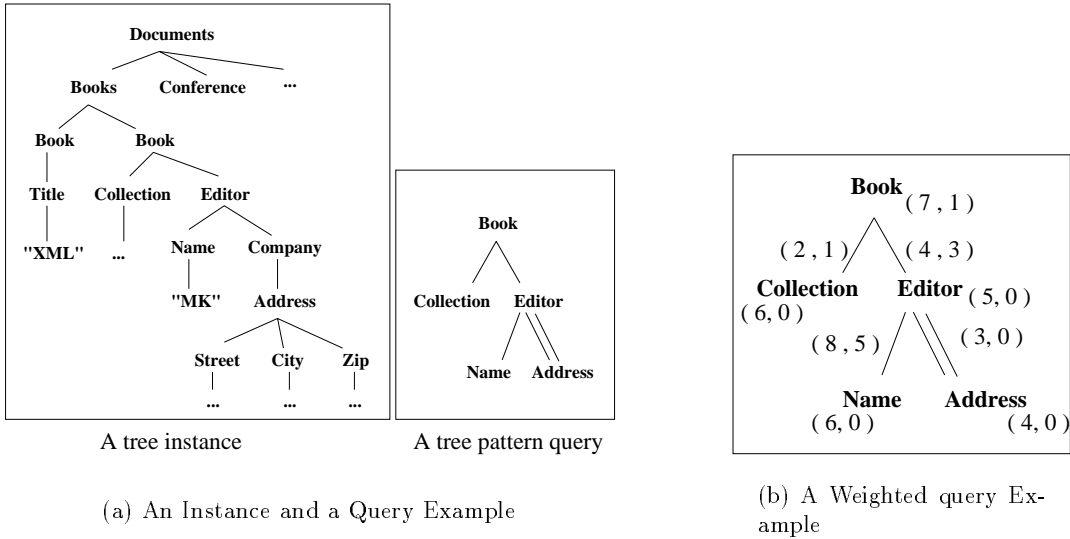 Documents
Books Conference ...
Book Book
Title Collection Editor
"XML" ... Name Company
"MK" Address
Street City Zip
... ... ...
A tree instance
Book
Collection Editor
Name Address
A tree pattern query
(a) An Instance and a Query Example
Book ( 7 , 1 )
( 2 , 1 ) ( 4 , 3 )
Collection Editor ( 5, 0 )
( 6, 0 )
( 8 , 5 ) ( 3, 0 )
Name Address
( 6, 0 ) ( 4, 0 )
(b) A Weighted query Ex-
ample